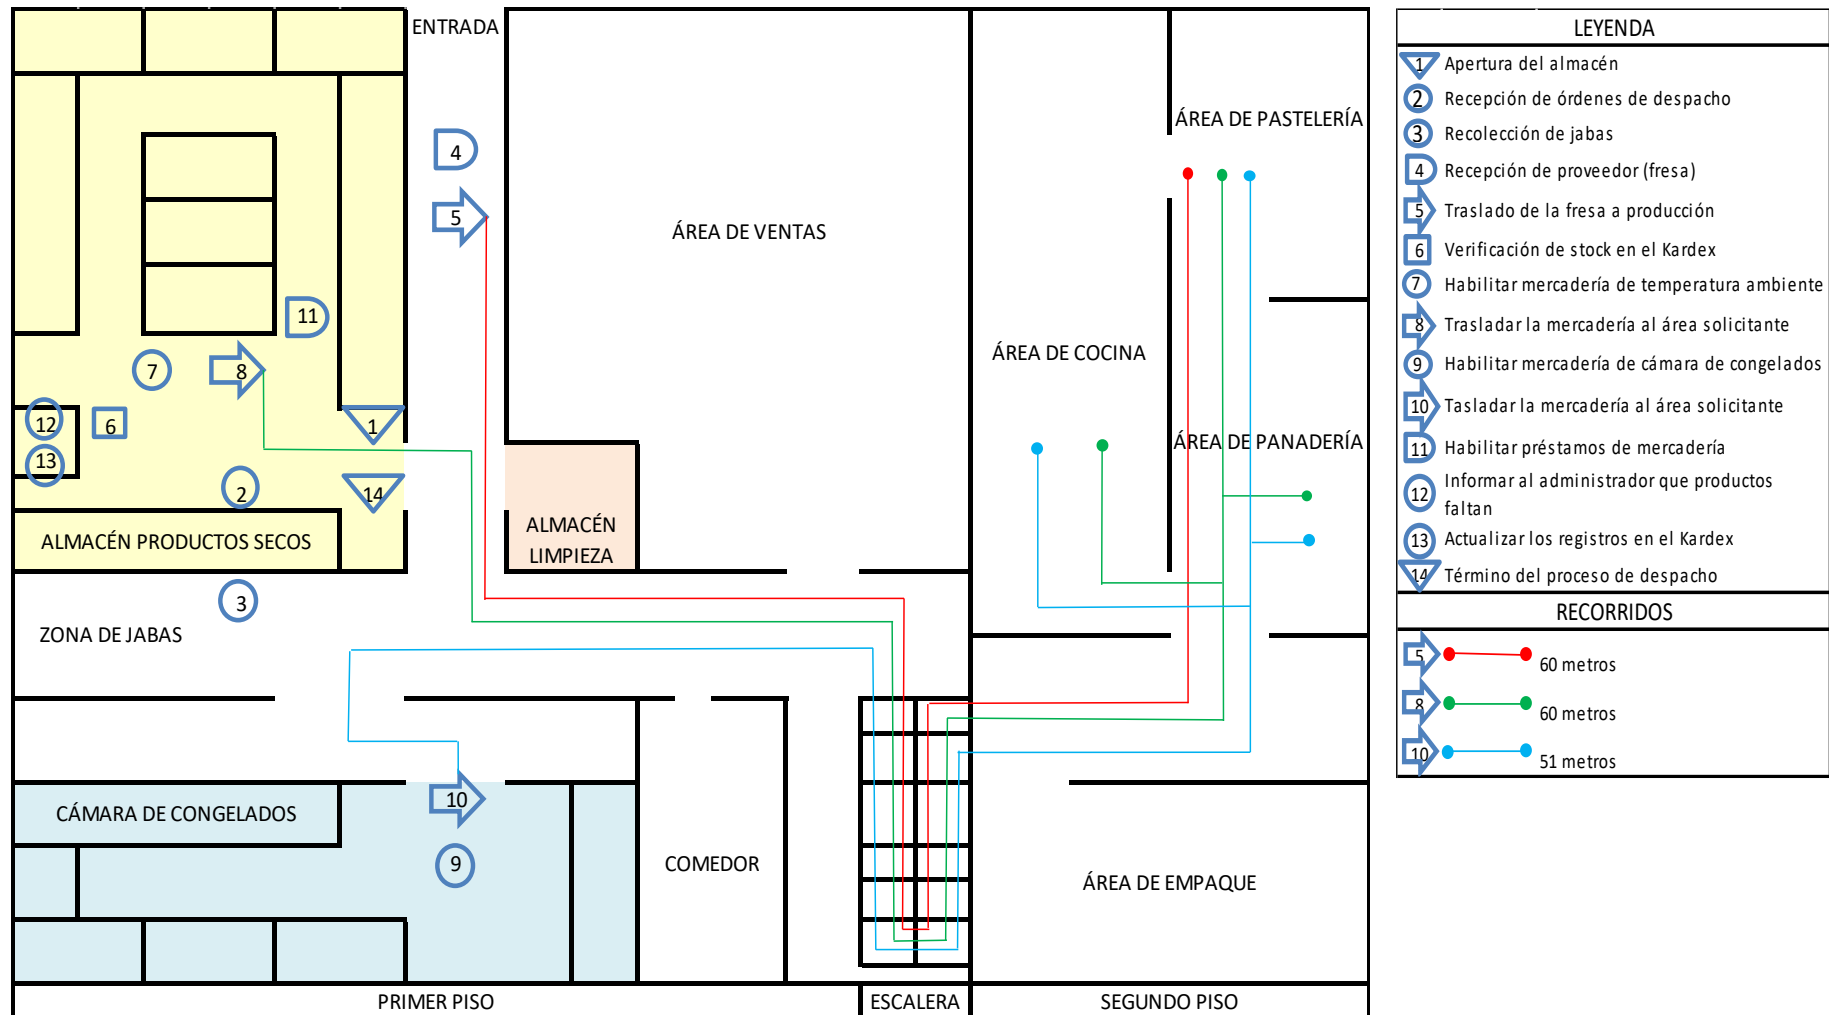 ENTRADA
ÁREA DE PASTELERÍA
4
5
ÁREA DE VENTAS
11
7
8
ÁREA DE COCINA
12
6
1
13
ÁREA DE PANADERÍA
2
14
ALMACÉN PRODUCTOS SECOS
ALMACÉN
LIMPIEZA
3
ZONA DE JABAS
10
CÁMARA DE CONGELADOS
9
COMEDOR
ÁREA DE EMPAQUE
PRIMER PISO
ESCALERA
SEGUNDO PISO
LEYENDA
1 Apertura del almacén
2 Recepción de órdenes de despacho
3 Recolección de jabas
4 Recepción de proveedor (fresa)
5 Traslado de la fresa a producción
6 Verificación de stock en el Kardex
7 Habilitar mercadería de temperatura ambiente
8 Trasladar la mercadería al área solicitante
9 Habilitar mercadería de cámara de congelados
10 Tasladar la mercadería al área solicitante
11 Habilitar préstamos de mercadería
12 Informar al administrador que productos
faltan
13 Actualizar los registros en el Kardex
14 Término del proceso de despacho
RECORRIDOS
5 60 metros
8 60 metros
10 51 metros